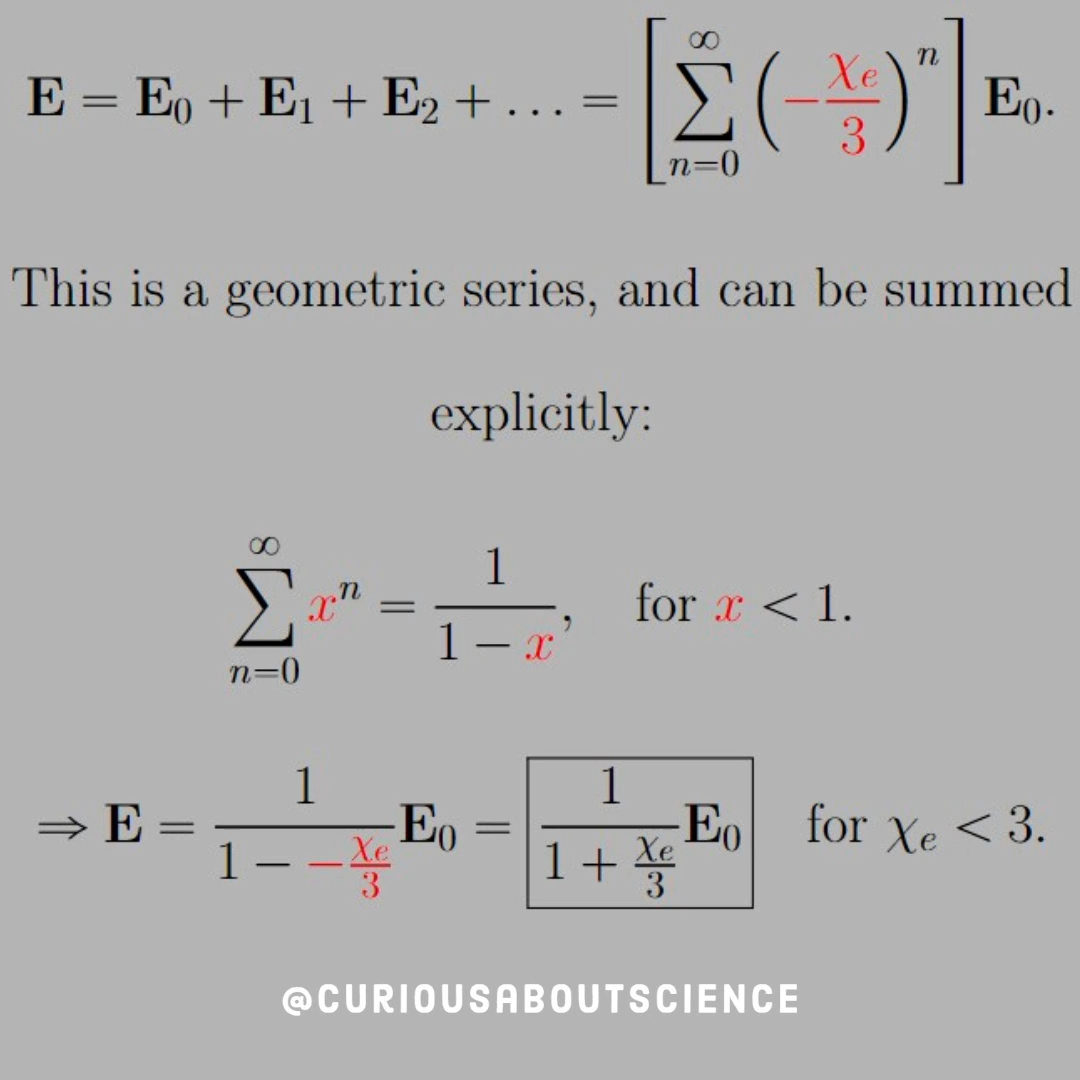 E = E₀ + E₁ + E₂ + . . . = [∑_{n=0}^{∞} (−χₑ/3)ⁿ] E₀.
This is a geometric series, and can be summed
explicitly:
∑_{n=0}^{∞} xⁿ = 1/(1 − x), for x < 1.
⇒ E = 1/(1 − −χₑ/3) E₀ = 1/(1 + χₑ/3) E₀ for χₑ < 3.
@CURIOUSABOUTSCIENCE